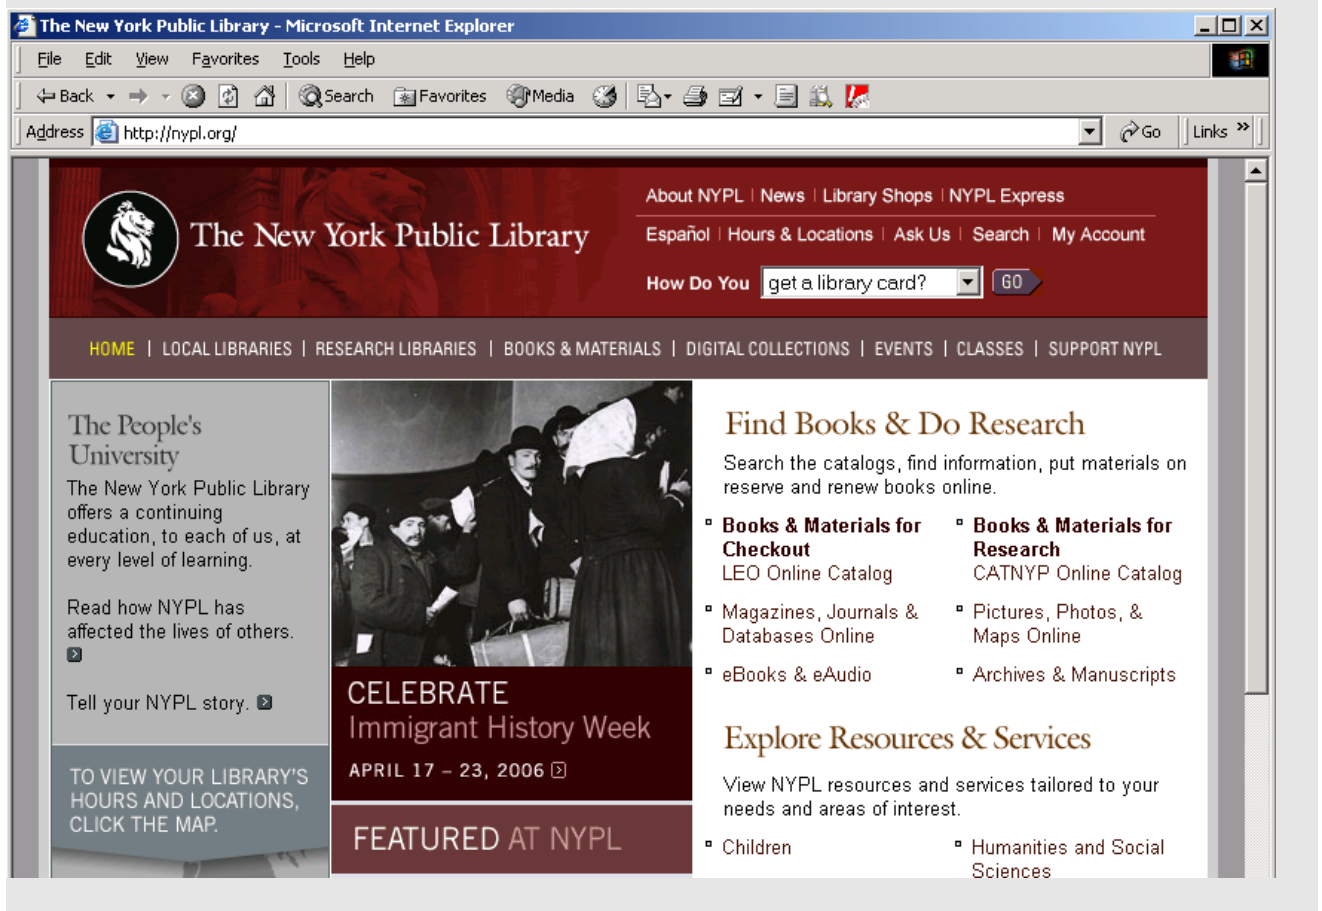 The New York Public Library - Microsoft Internet Explorer
File Edit View Favorites Tools Help
Back Search Favorites Media
Address http://nypl.org/ Go Links »
About NYPL | News | Library Shops | NYPL Express
The New York Public Library
Español | Hours & Locations | Ask Us | Search | My Account
How Do You get a library card? GO
HOME | LOCAL LIBRARIES | RESEARCH LIBRARIES | BOOKS & MATERIALS | DIGITAL COLLECTIONS | EVENTS | CLASSES | SUPPORT NYPL
The People's
University
The New York Public Library
offers a continuing
education, to each of us, at
every level of learning.
Read how NYPL has
affected the lives of others.
Tell your NYPL story.
TO VIEW YOUR LIBRARY'S
HOURS AND LOCATIONS,
CLICK THE MAP.
CELEBRATE
Immigrant History Week
APRIL 17 – 23, 2006
FEATURED AT NYPL
Find Books & Do Research
Search the catalogs, find information, put materials on
reserve and renew books online.
Books & Materials for
Checkout
LEO Online Catalog
Books & Materials for
Research
CATNYP Online Catalog
Magazines, Journals &
Databases Online
Pictures, Photos, &
Maps Online
eBooks & eAudio
Archives & Manuscripts
Explore Resources & Services
View NYPL resources and services tailored to your
needs and areas of interest.
Children
Humanities and Social
Sciences